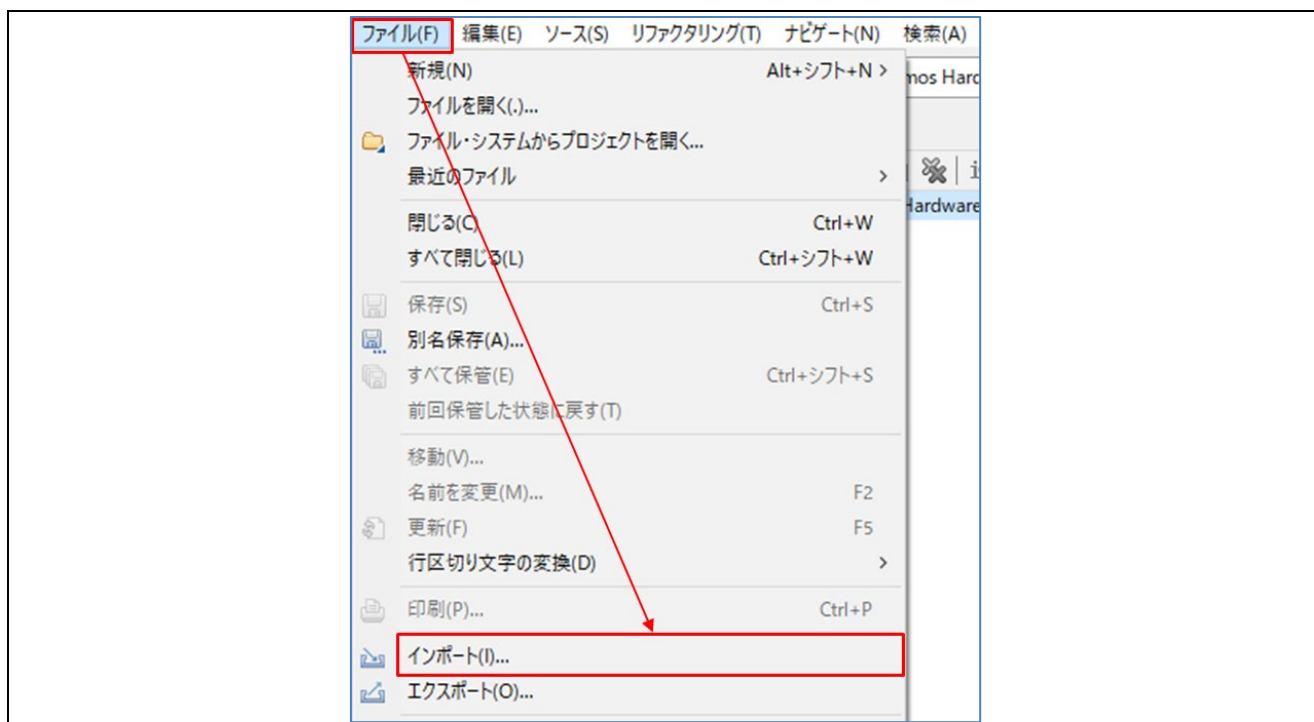 ファイル(F) 編集(E) ソース(S) リファクタリング(T) ナビゲート(N) 検索(A)
新規(N) Alt+シフト+N >
ファイルを開く(.)...
ファイル・システムからプロジェクトを開く...
最近のファイル >
閉じる(C) Ctrl+W
すべて閉じる(L) Ctrl+シフト+W
保存(S) Ctrl+S
別名保存(A)...
すべて保管(E) Ctrl+シフト+S
前回保管した状態に戻す(T)
移動(V)...
名前を変更(M)... F2
更新(F) F5
行区切り文字の変換(D) >
印刷(P)... Ctrl+P
インポート(I)...
エクスポート(O)...